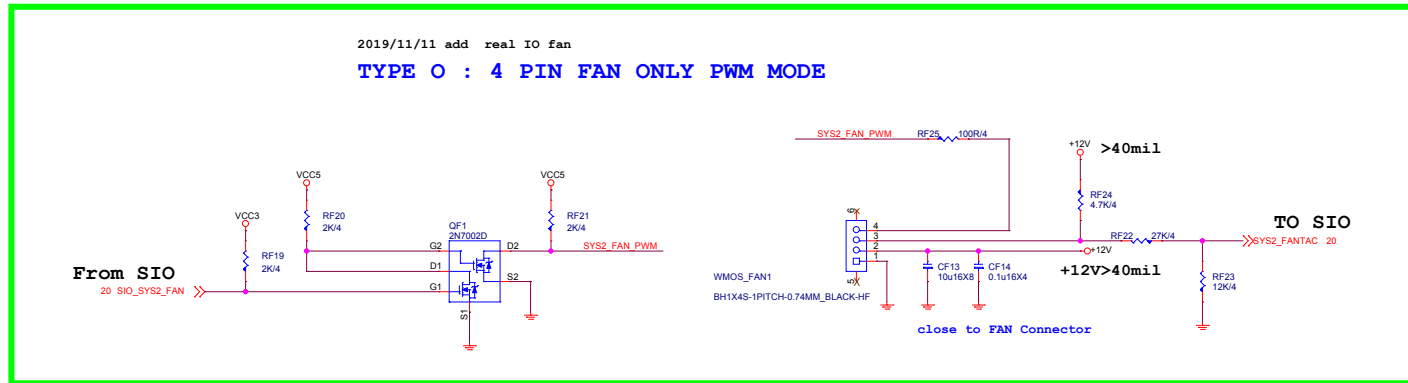 2019/11/11 add real IO fan
TYPE O : 4 PIN FAN ONLY PWM MODE
SYS2_FAN_PWM
RF25
100R/4
+12V
>40mil
VCC5
VCC5
VCC3
RF20
2K/4
RF21
2K/4
RF24
4.7K/4
QF1
2N7002D
RF19
2K/4
G2
D2
SYS2_FAN_PWM
D1
S2
G1
S1
From SIO
20 SIO_SYS2_FAN
6
4
3
2
1
5
RF22
27K/4
TO SIO
SYS2_FANTAC 20
+12V
+12V>40mil
WMOS_FAN1
BH1X4S-1PITCH-0.74MM_BLACK-HF
CF13
10u16X8
CF14
0.1u16X4
RF23
12K/4
close to FAN Connector